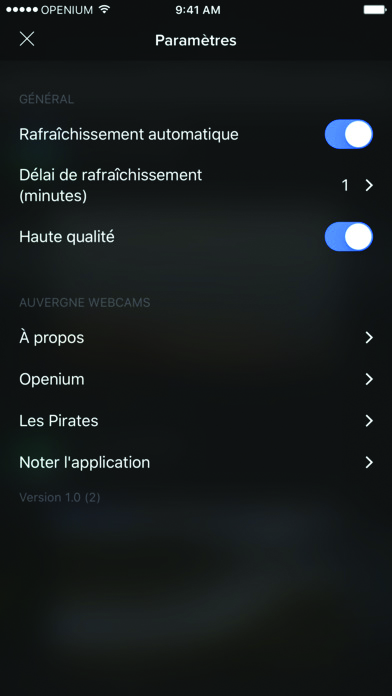 OPENIUM 9:41 AM
Paramètres
GÉNÉRAL
Rafraîchissement automatique
Délai de rafraîchissement
(minutes) 1
Haute qualité
AUVERGNE WEBCAMS
À propos
Openium
Les Pirates
Noter l'application
Version 1.0 (2)